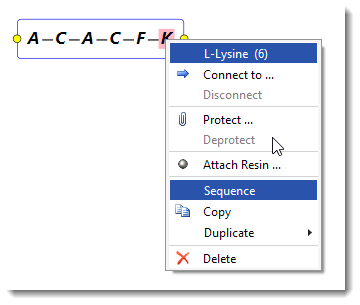 A–C–A–C–F–K
L-Lysine (6)
Connect to ...
Disconnect
Protect ...
Deprotect
Attach Resin ...
Sequence
Copy
Duplicate
Delete